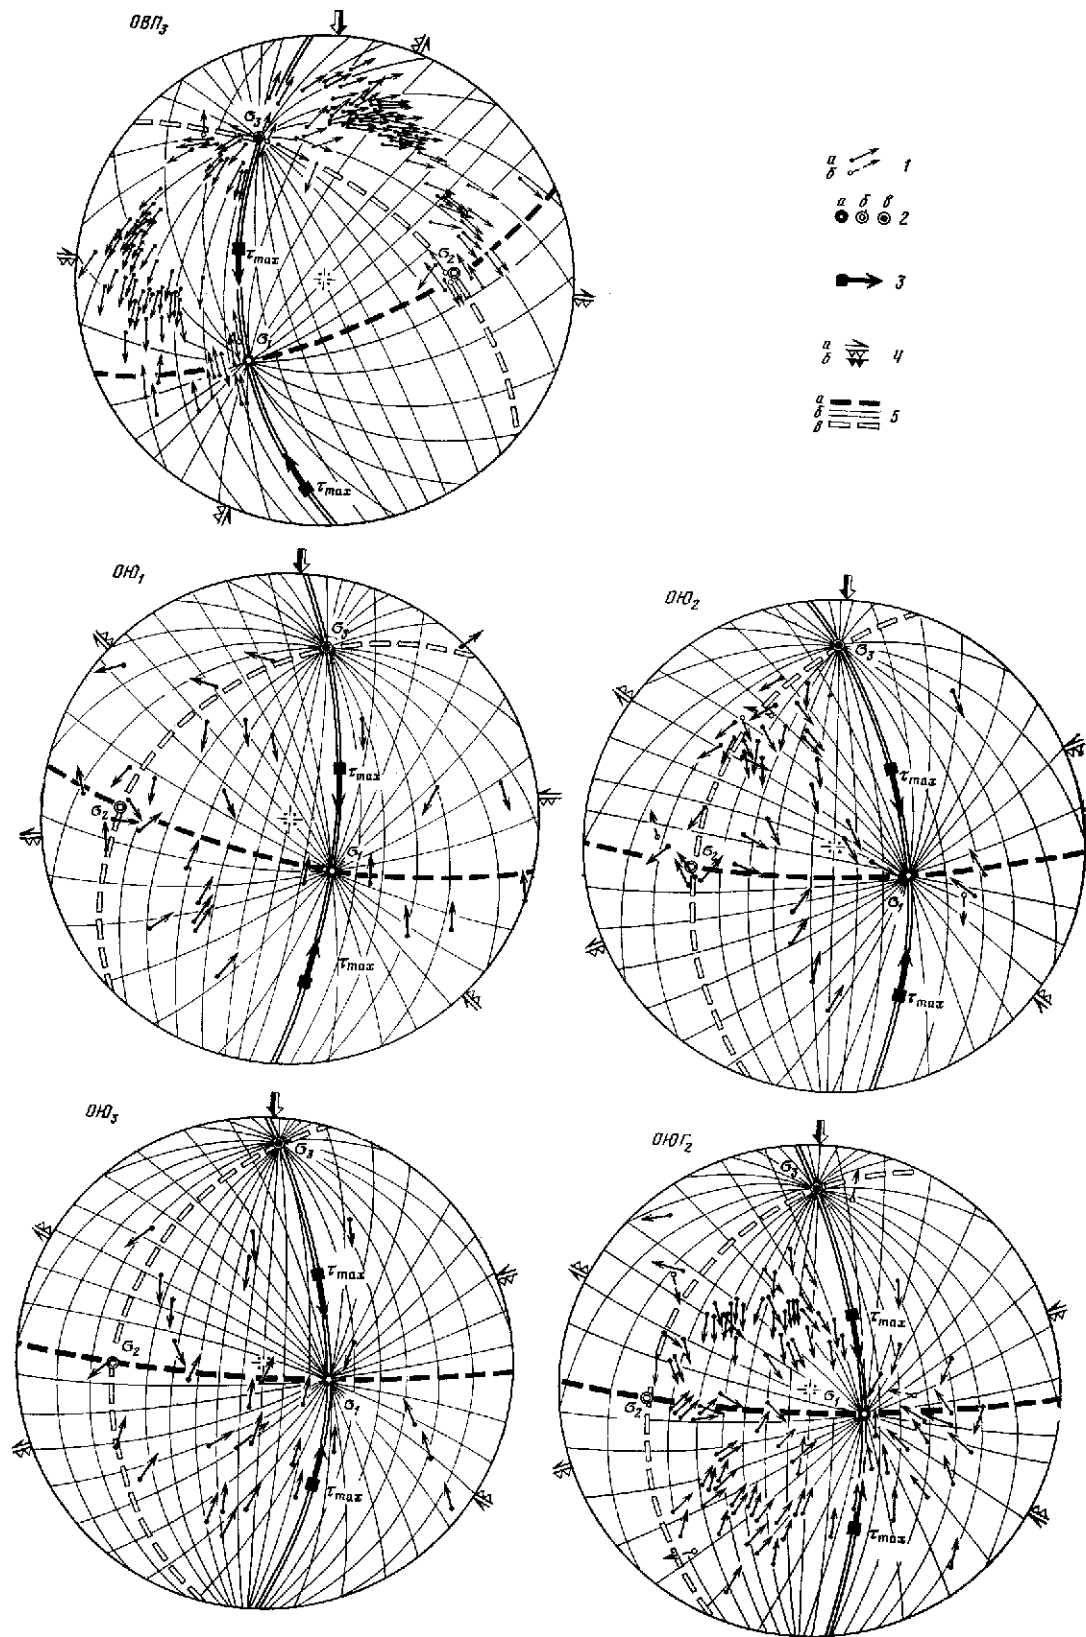 ОВП₃
σ₃
τmax
σ₂
σ₁
τmax
а
б 1
а б в
2
3
а
б 4
а
б
в 5
ОЮ₁
σ₃
τmax
σ₂
σ₁
τmax
ОЮ₂
σ₃
τmax
σ₂
σ₁
τmax
ОЮ₃
σ₃
τmax
σ₂
σ₁
τmax
ОЮГ₂
σ₃
τmax
σ₂
σ₁
τmax